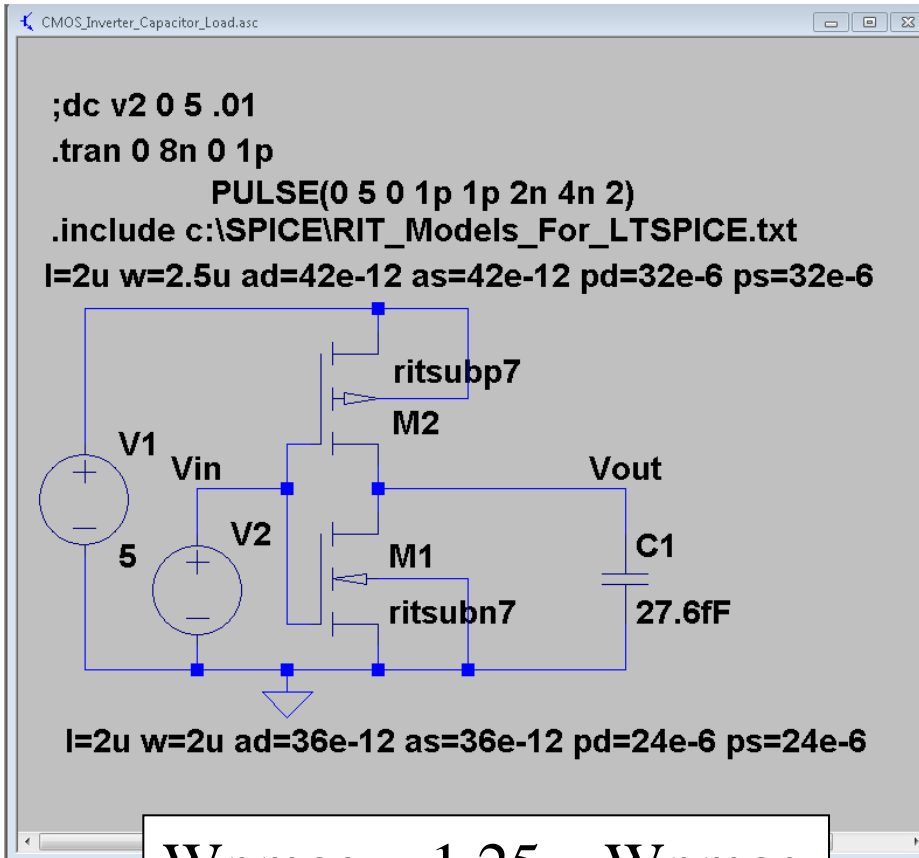 CMOS_Inverter_Capacitor_Load.asc
;dc v2 0 5 .01
.tran 0 8n 0 1p
PULSE(0 5 0 1p 1p 2n 4n 2)
.include c:\SPICE\RIT_Models_For_LTSPICE.txt
l=2u w=2.5u ad=42e-12 as=42e-12 pd=32e-6 ps=32e-6
ritsubp7
M2
V1
Vin
Vout
V2
5
M1
C1
ritsubn7
27.6fF
l=2u w=2u ad=36e-12 as=36e-12 pd=24e-6 ps=24e-6
1.25